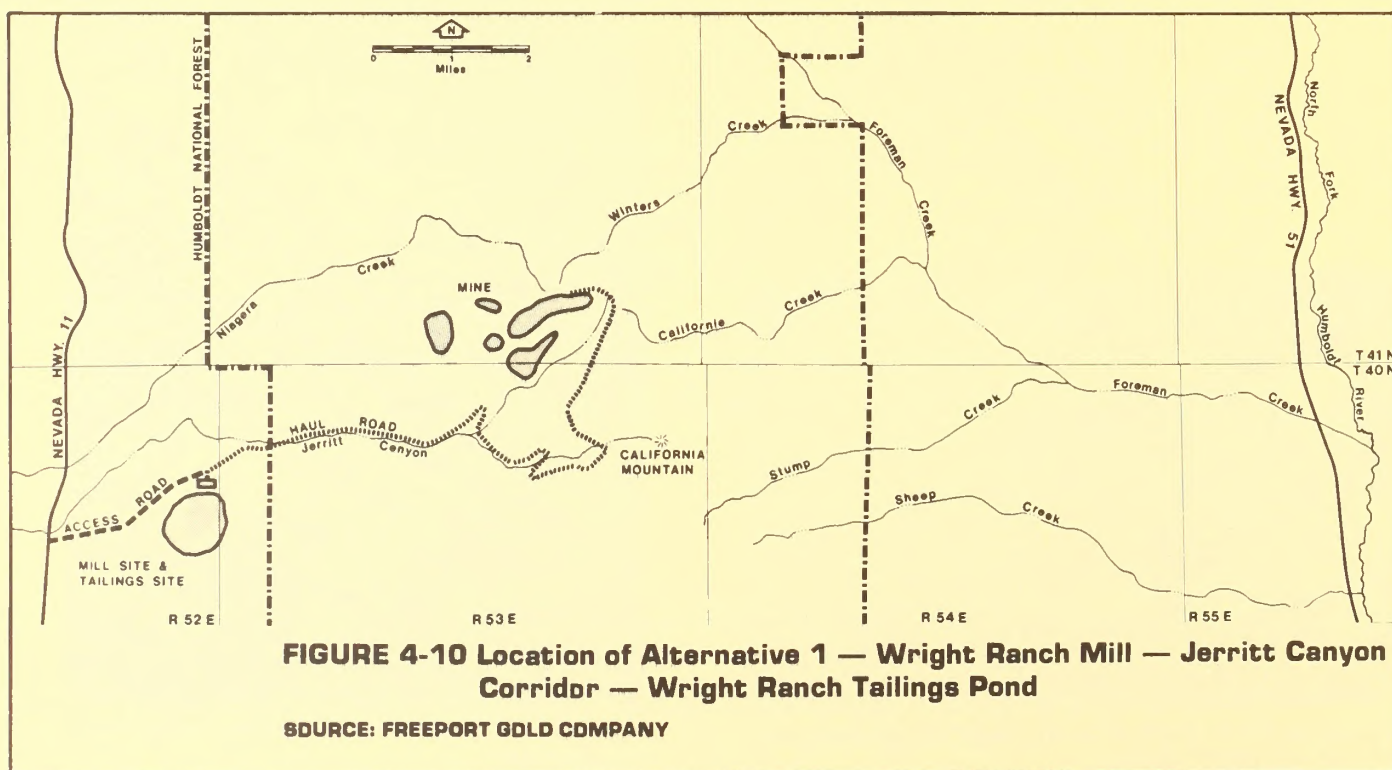 N
0 1 2
Miles
HUMBOLDT NATIONAL FOREST
NEVADA HWY. 11
NEVADA HWY. 51
North Fork Humboldt River
Creek
Foreman
Creek
Winters
Creek
Niagara
MINE
California
Creek
T 41 N
T 40 N
Foreman
Creek
HAUL ROAD
Jerritt Canyon
CALIFORNIA
MOUNTAIN
Creek
Stump
Sheep
Creek
ACCESS ROAD
MILL SITE &
TAILINGS SITE
R 52 E
R 53 E
R 54 E
R 55 E
FIGURE 4-10 Location of Alternative 1 — Wright Ranch Mill — Jerritt Canyon
Corridor — Wright Ranch Tailings Pond
SOURCE: FREEPORT GOLD COMPANY